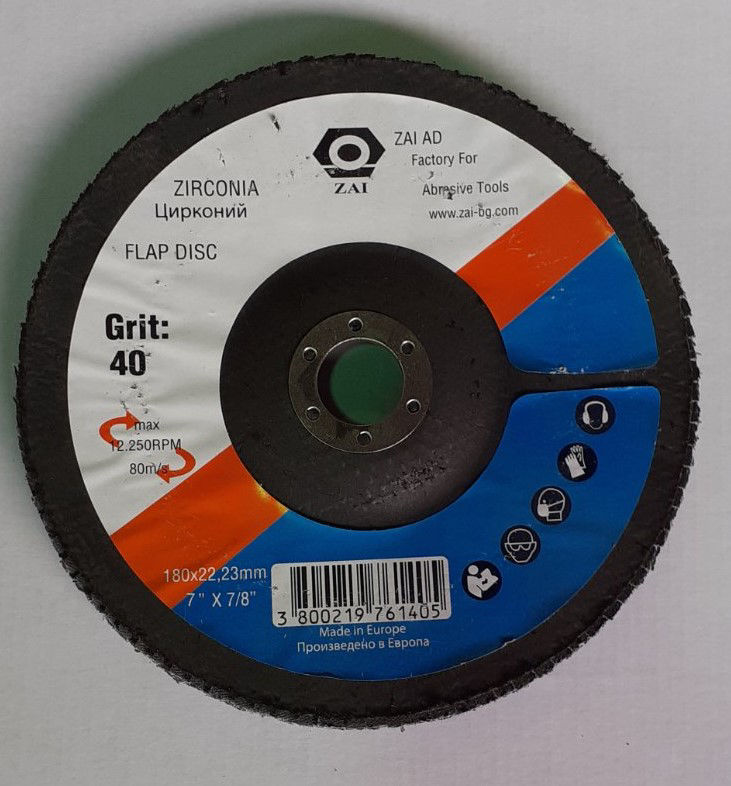 ZAI
ZAI AD
Factory For
Abrasive Tools
www.zai-bg.com
ZIRCONIA
Цирконий
FLAP DISC
Grit:
40
max
12.250RPM
80m/s
180x22,23mm
7" X 7/8"
3 800219 761405
Made in Europe
Произведено в Европа